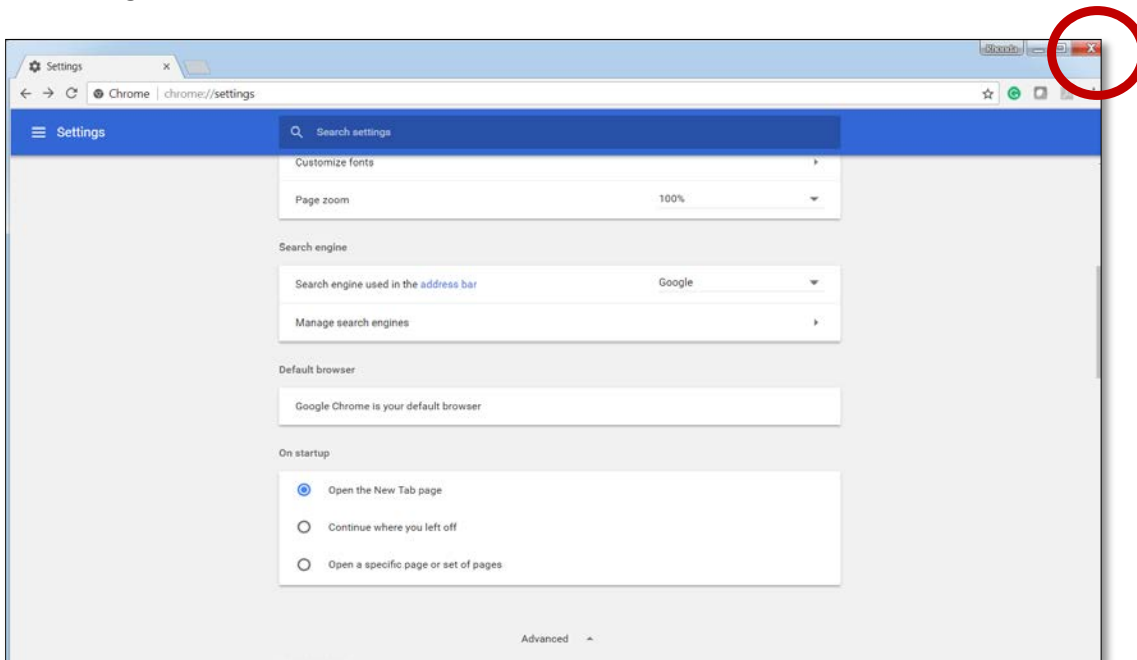 Settings
Chrome | chrome://settings
Settings
Search settings
Customize fonts
Page zoom 100%
Search engine
Search engine used in the address bar Google
Manage search engines
Default browser
Google Chrome is your default browser
On startup
Open the New Tab page
Continue where you left off
Open a specific page or set of pages
Advanced